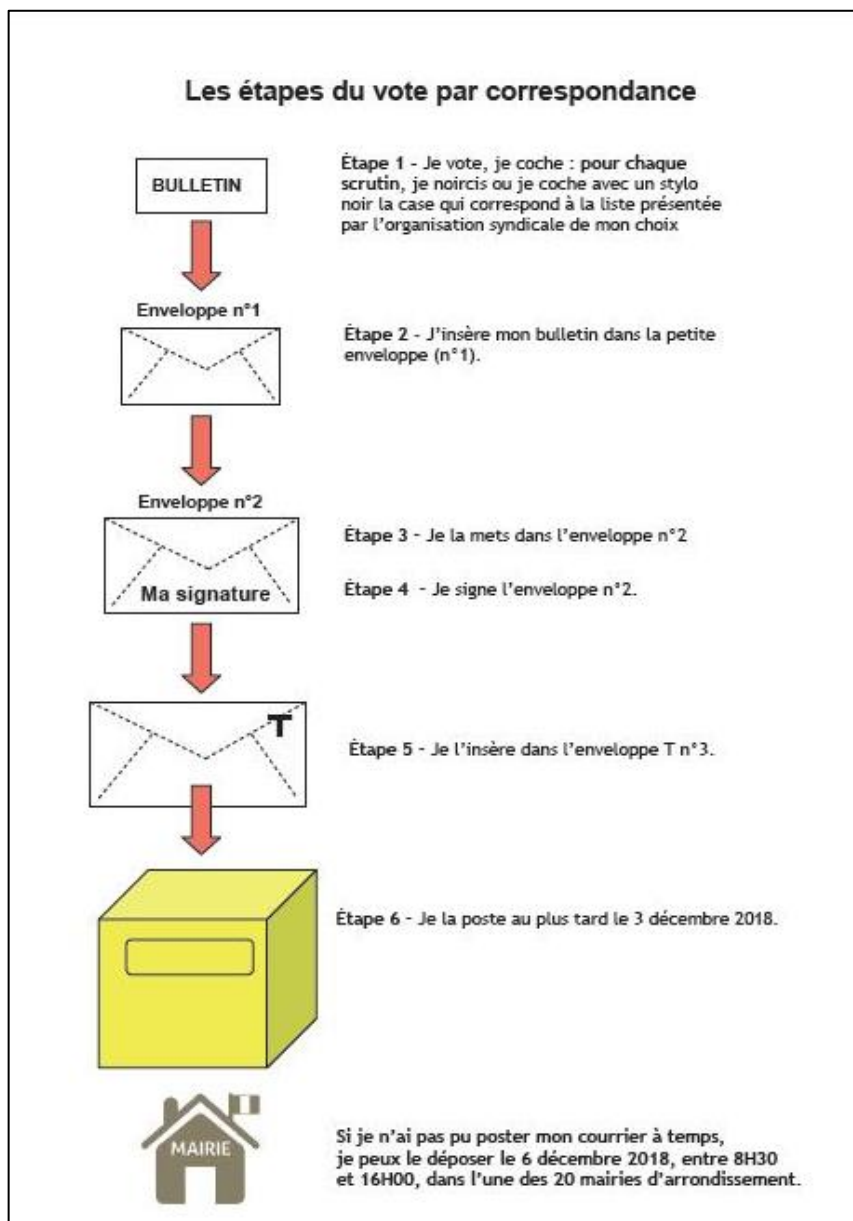 Les étapes du vote par correspondance
BULLETIN
Étape 1 - Je vote, je coche : pour chaque
scrutin, je noircis ou je coche avec un stylo
noir la case qui correspond à la liste présentée
par l'organisation syndicale de mon choix
Enveloppe n°1
Étape 2 - J'insère mon bulletin dans la petite
enveloppe (n°1).
Enveloppe n°2
Étape 3 - Je la mets dans l'enveloppe n°2
Ma signature
Étape 4 - Je signe l'enveloppe n°2.
T
Étape 5 - Je l'insère dans l'enveloppe T n°3.
Étape 6 - Je la poste au plus tard le 3 décembre 2018.
MAIRIE
Si je n'ai pas pu poster mon courrier à temps,
je peux le déposer le 6 décembre 2018, entre 8H30
et 16H00, dans l'une des 20 mairies d'arrondissement.